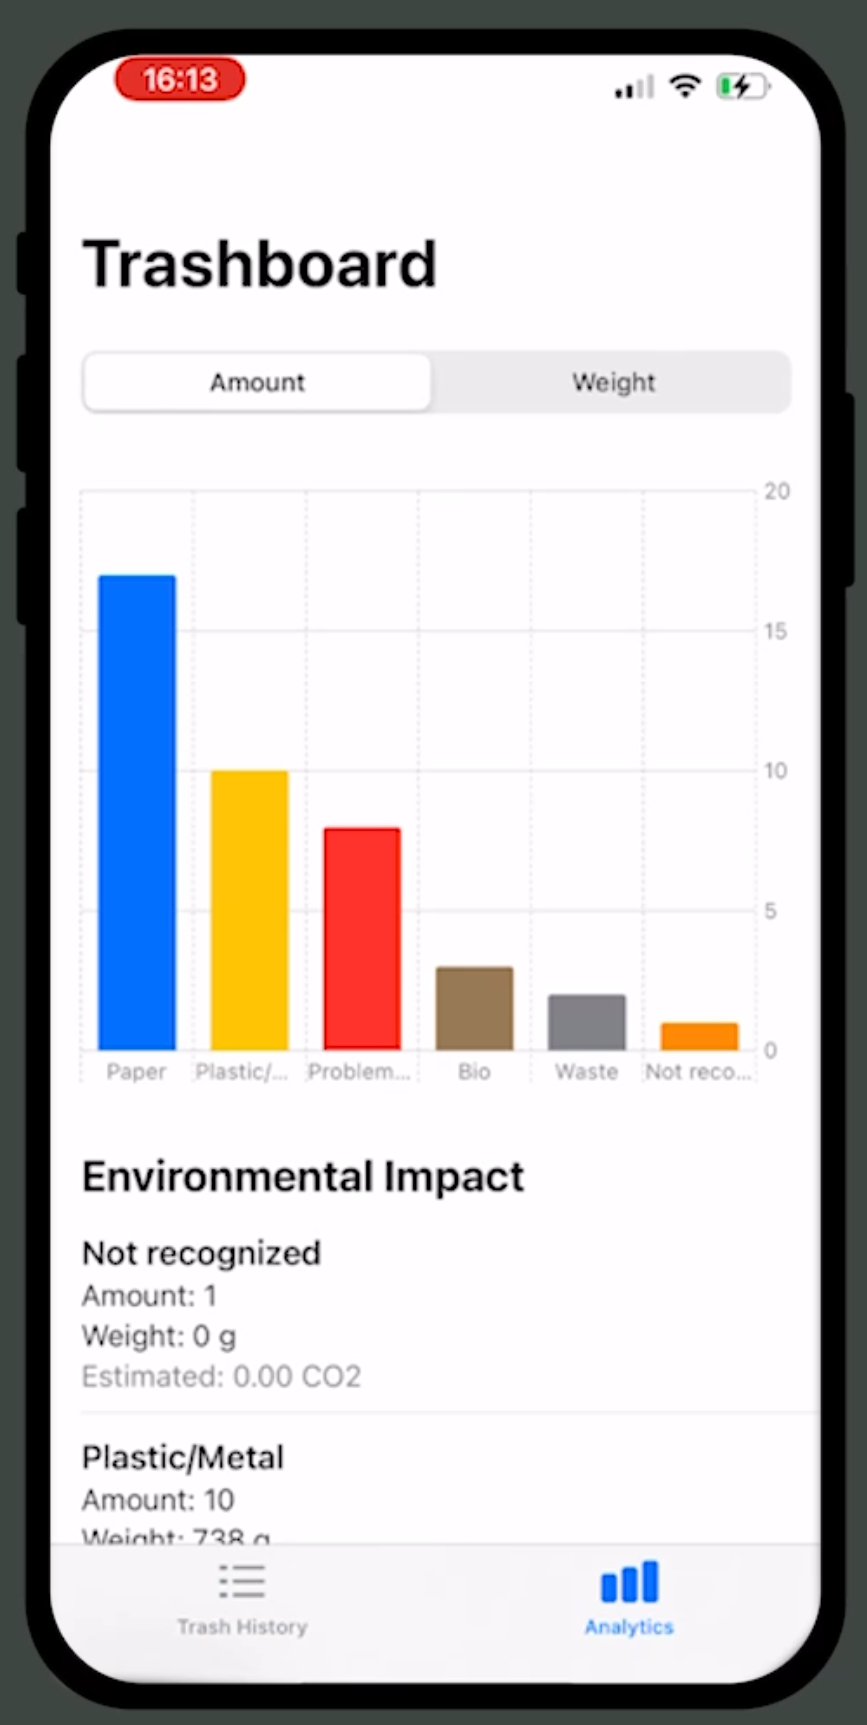 16:13
Trashboard
Amount Weight
20
15
10
5
0
Paper Plastic/... Problem... Bio Waste Not reco...
Environmental Impact
Not recognized
Amount: 1
Weight: 0 g
Estimated: 0.00 CO2
Plastic/Metal
Amount: 10
Weight: 738 g
Trash History Analytics